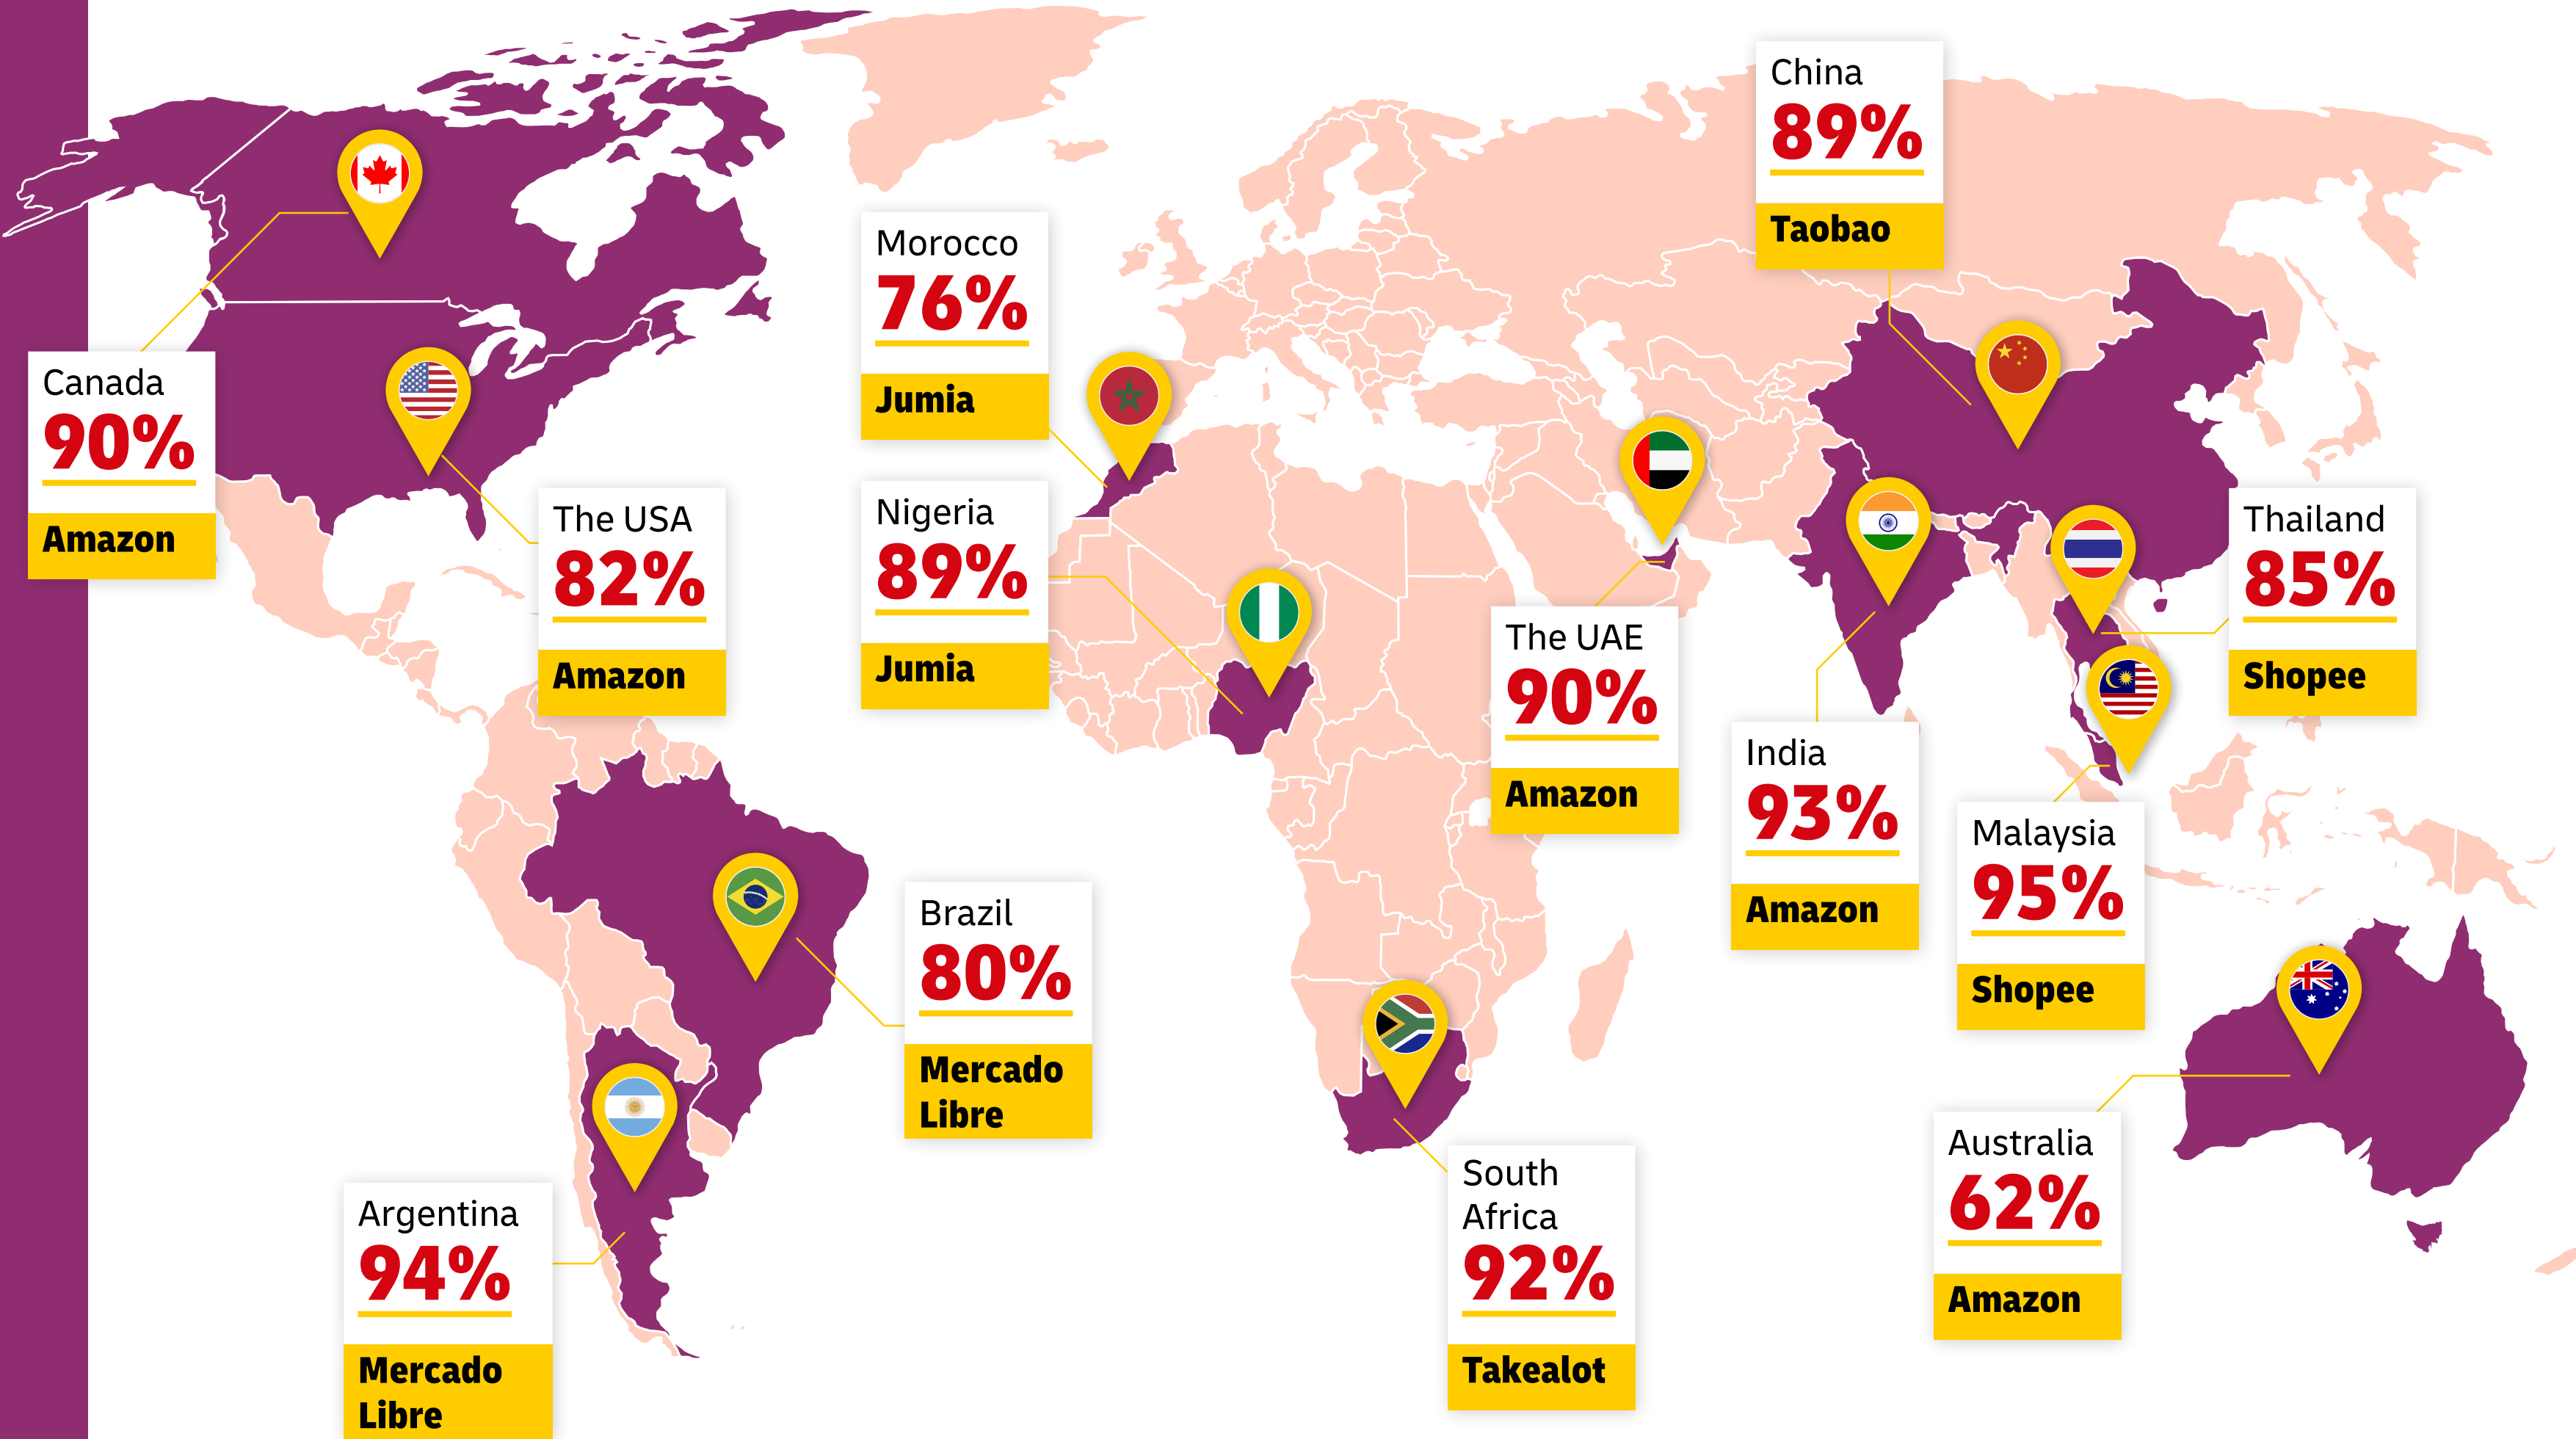 China
89%
Taobao
Morocco
76%
Jumia
Canada
90%
Amazon
The USA
82%
Amazon
Nigeria
89%
Jumia
Thailand
85%
Shopee
The UAE
90%
Amazon
India
93%
Amazon
Malaysia
95%
Shopee
Brazil
80%
Mercado
Libre
Australia
62%
Amazon
South
Africa
92%
Takealot
Argentina
94%
Mercado
Libre